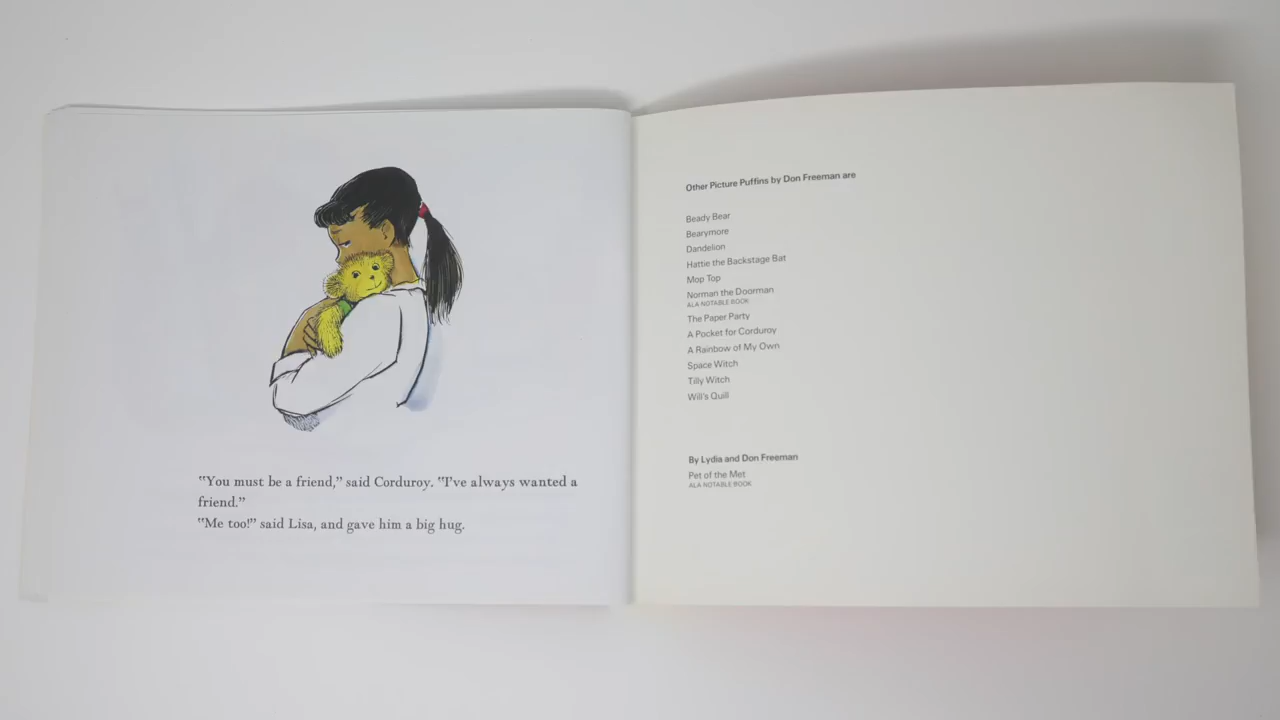 "You must be a friend," said Corduroy. "I've always wanted a
friend."
"Me too!" said Lisa, and gave him a big hug.
Other Picture Puffins by Don Freeman are
Beady Bear
Bearymore
Dandelion
Hattie the Backstage Bat
Mop Top
Norman the Doorman
ALA NOTABLE BOOK
The Paper Party
A Pocket for Corduroy
A Rainbow of My Own
Space Witch
Tilly Witch
Will's Quill
By Lydia and Don Freeman
Pet of the Met
ALA NOTABLE BOOK